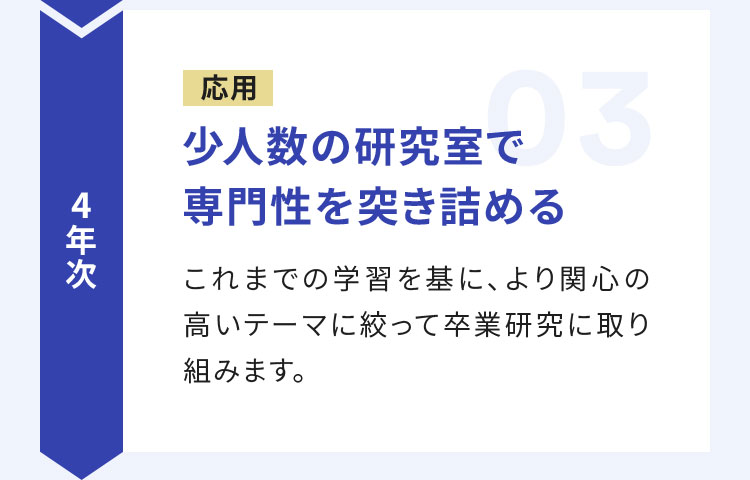 4年次
03
応用
少人数の研究室で
専門性を突き詰める
これまでの学習を基に、より関心の
高いテーマに絞って卒業研究に取り
組みます。